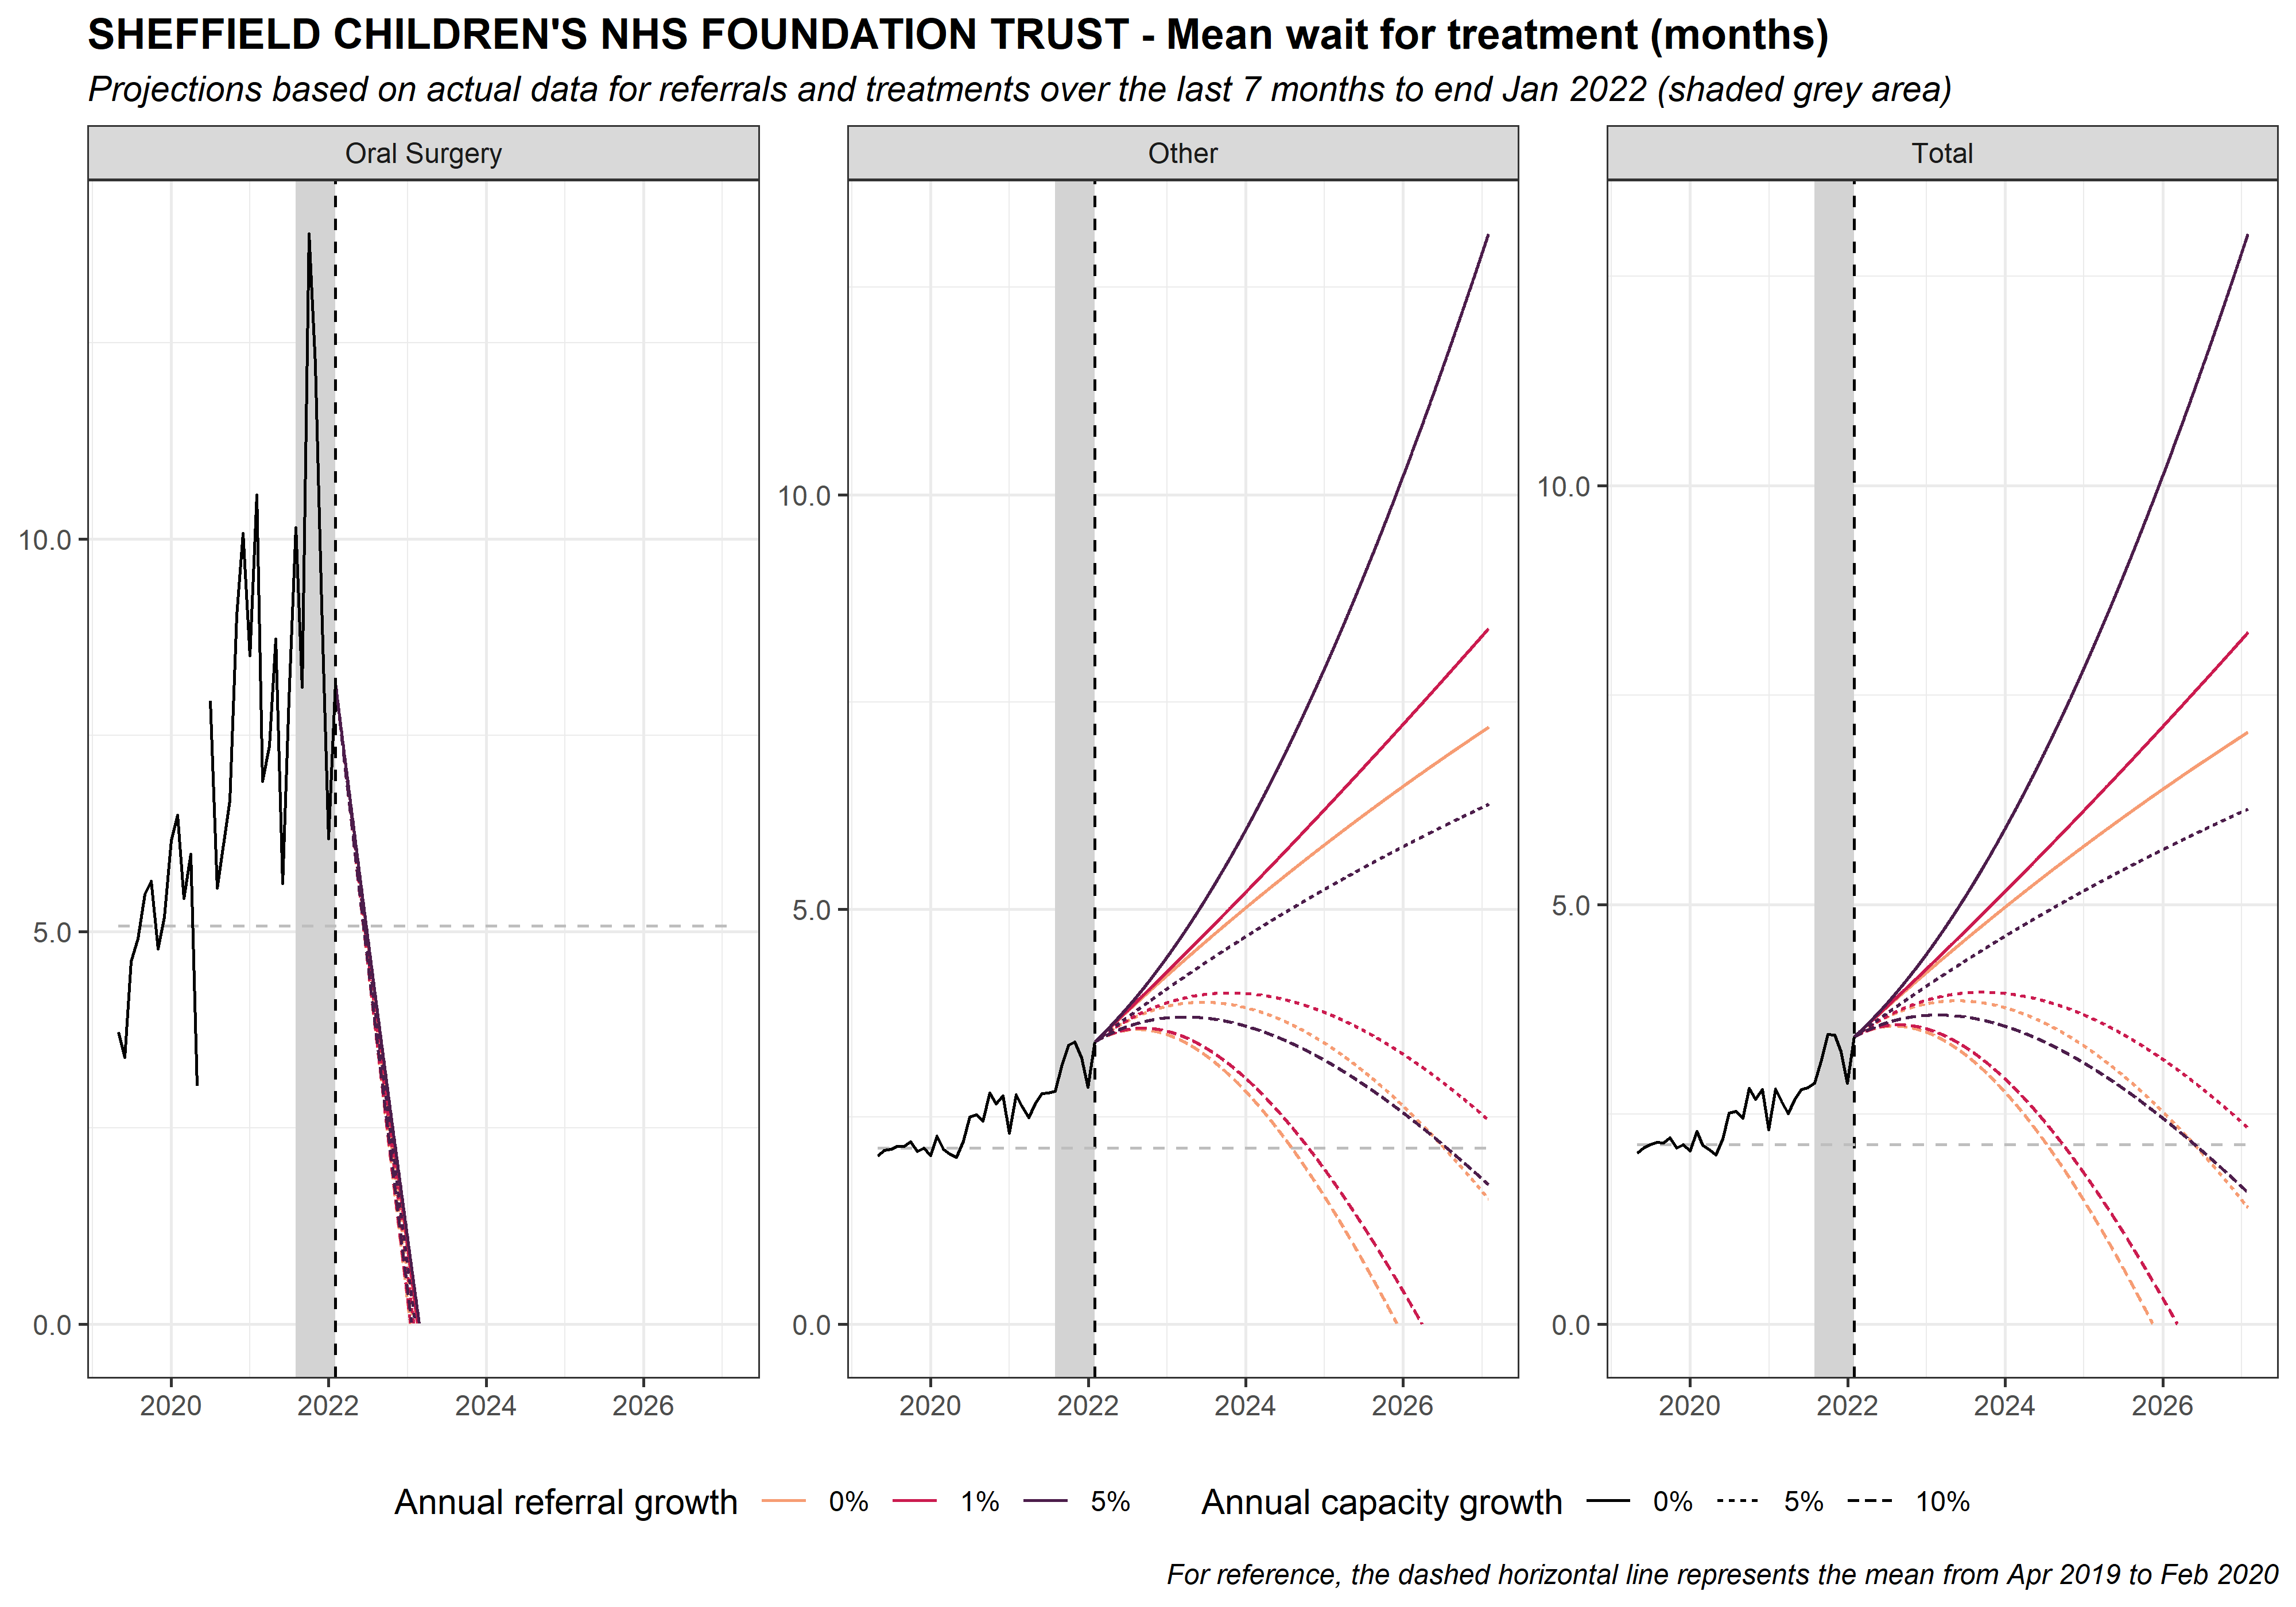 SHEFFIELD CHILDREN'S NHS FOUNDATION TRUST - Mean wait for treatment (months)
Projections based on actual data for referrals and treatments over the last 7 months to end Jan 2022 (shaded grey area)
Oral Surgery
Other
Total
10.0
5.0
0.0
10.0
5.0
0.0
10.0
5.0
0.0
2020 2022 2024 2026
2020 2022 2024 2026
2020 2022 2024 2026
Annual referral growth 0% 1% 5%
Annual capacity growth 0% 5% 10%
For reference, the dashed horizontal line represents the mean from Apr 2019 to Feb 2020